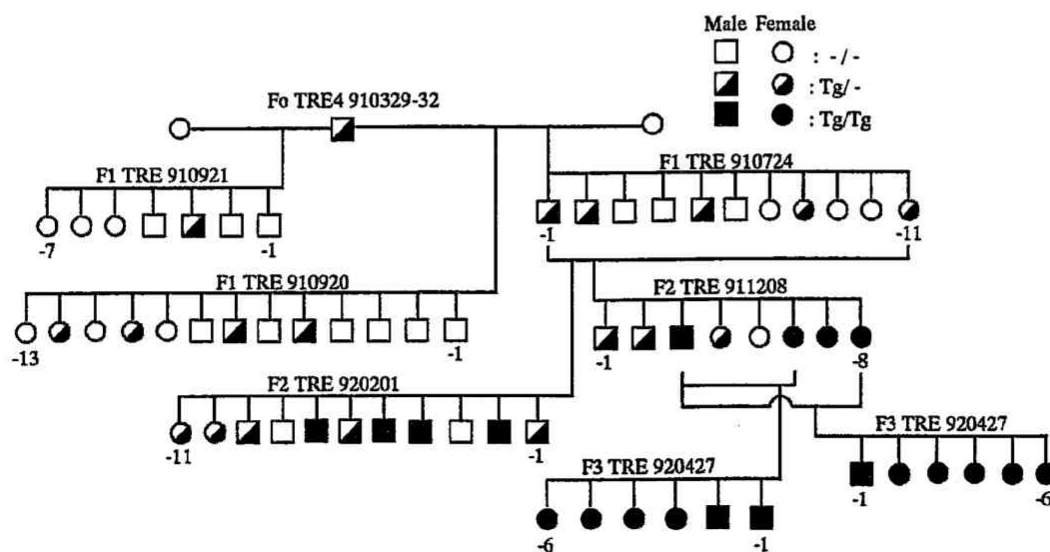 Male Female
: -/-
Fo TRE4 910329-32
: Tg/-
: Tg/Tg
F1 TRE 910921
F1 TRE 910724
-7
-1
-1
-11
F1 TRE 910920
F2 TRE 911208
-13
-1
-1
-8
F2 TRE 920201
F3 TRE 920427
-11
-1
F3 TRE 920427
-1
-6
-6
-1